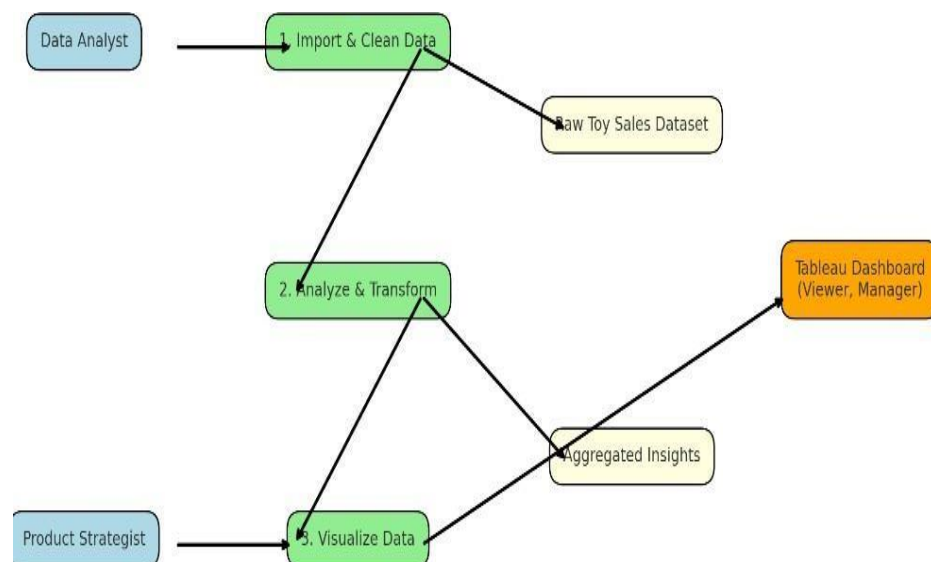 Data Analyst
1. Import & Clean Data
Raw Toy Sales Dataset
2. Analyze & Transform
Tableau Dashboard
(Viewer, Manager)
Aggregated Insights
Product Strategist
3. Visualize Data